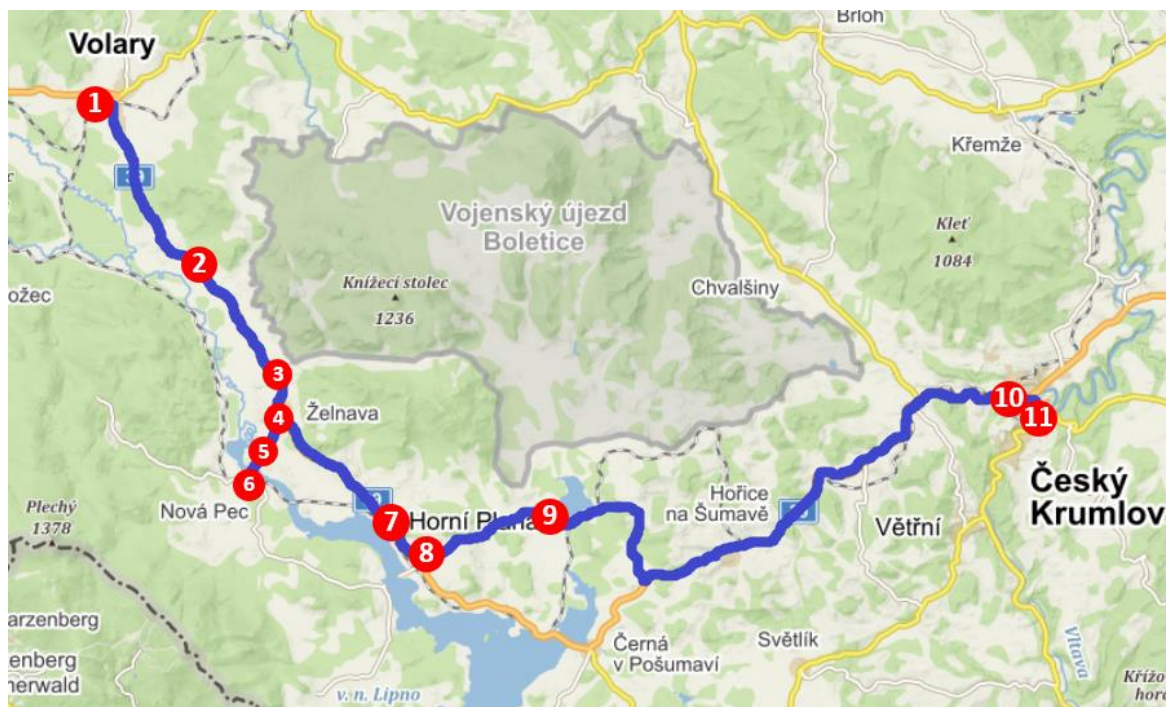 Brloh
Volary
1
39
Křemže
Vojenský újezd
Boletice
Kleť
1084
2
Knížecí stolec
1236
Chvalšiny
ožec
3
4
Želnava
10
11
5
6
Český
Krumlov
Plechý
1378
Nová Pec
7
Horní Planá
9
8
Hořice
na Šumavě
Větřní
arzenberg
enberg
nerwald
Černá
v Pošumaví
Světlík
Vltava
v. n. Lipno
Křížo
hora